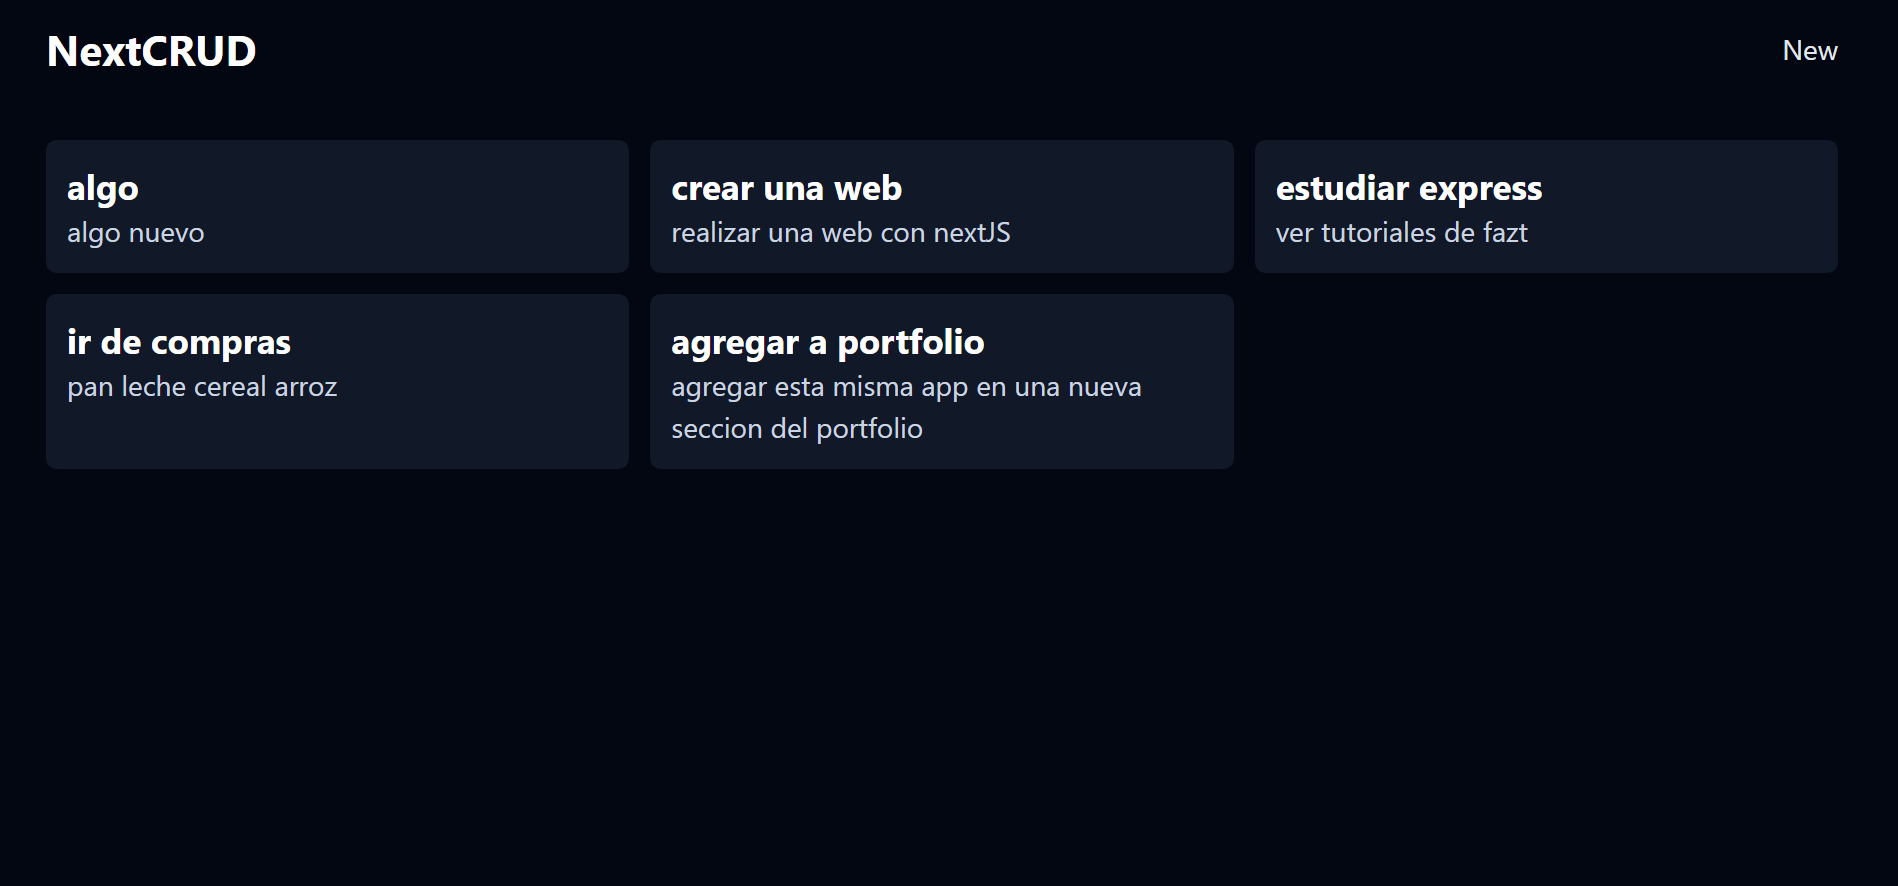 NextCRUD
New
algo
algo nuevo
crear una web
realizar una web con nextJS
estudiar express
ver tutoriales de fazt
ir de compras
pan leche cereal arroz
agregar a portfolio
agregar esta misma app en una nueva
seccion del portfolio